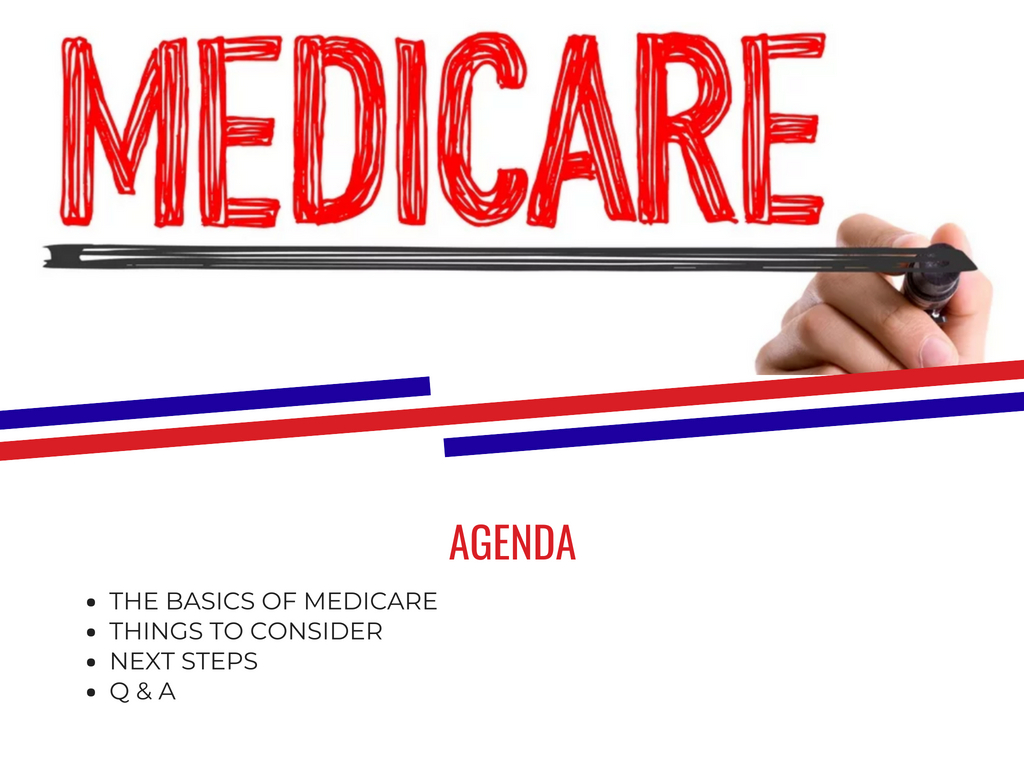 MEDICARE
AGENDA
• THE BASICS OF MEDICARE
• THINGS TO CONSIDER
• NEXT STEPS
• Q & A